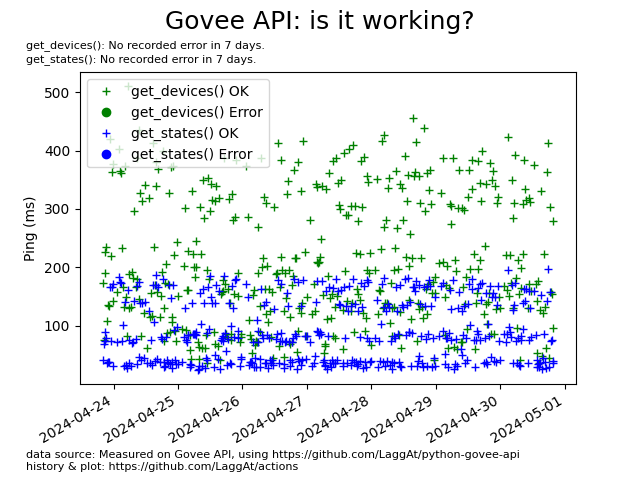 Govee API: is it working?
get_devices(): No recorded error in 7 days.
get_states(): No recorded error in 7 days.
get_devices() OK
get_devices() Error
get_states() OK
get_states() Error
Ping (ms)
500
400
300
200
100
2024-04-24
2024-04-25
2024-04-26
2024-04-27
2024-04-28
2024-04-29
2024-04-30
2024-05-01
data source: Measured on Govee API, using https://github.com/LaggAt/python-govee-api
history & plot: https://github.com/LaggAt/actions